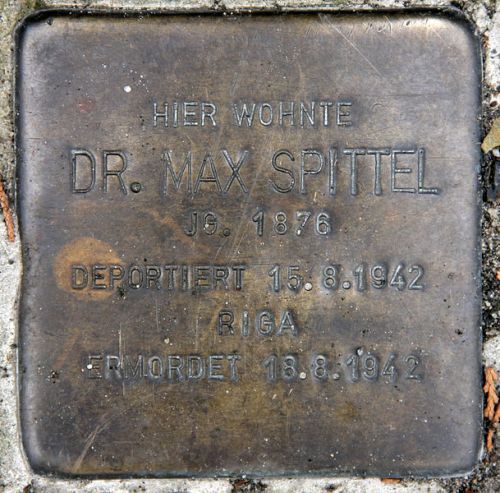 HIER WOHNTE
DR. MAX SPITTEL
JG. 1876
DEPORTIERT 15.8.1942
RIGA
ERMORDET 18.8.1942